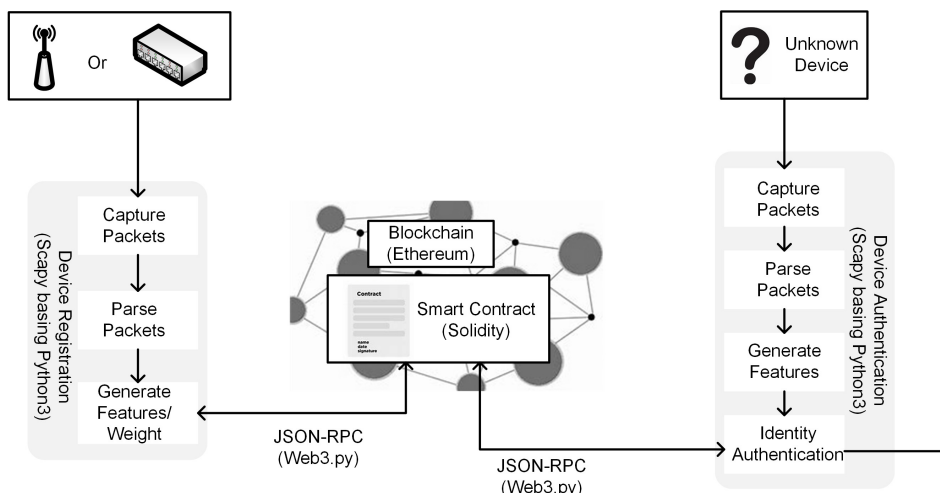 Or
Unknown
Device
Device Registration
(Scapy basing Python3)
Capture
Packets
Parse
Packets
Generate
Features/
Weight
Blockchain
(Ethereum)
Contract
name
date
signature
Smart Contract
(Solidity)
JSON-RPC
(Web3.py)
JSON-RPC
(Web3.py)
Capture
Packets
Parse
Packets
Generate
Features
Identity
Authentication
Device Authentication
(Scapy basing Python3)